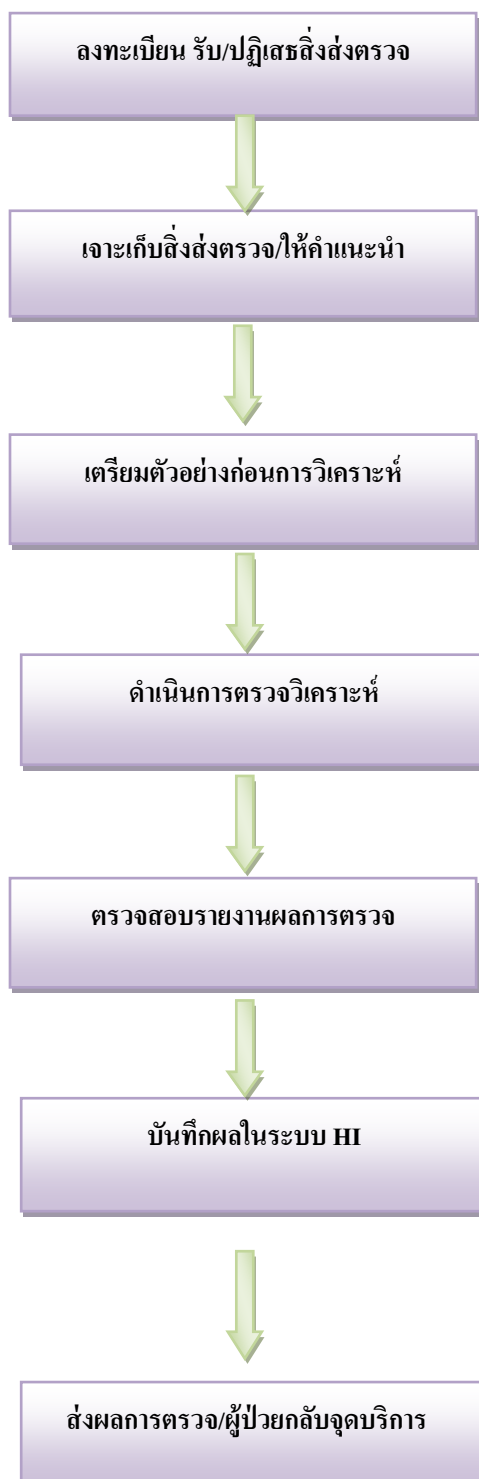 ลงทะเบียน รับ/ปฏิเสธสิ่งส่งตรวจ
เจาะเก็บสิ่งส่งตรวจ/ให้คำแนะนำ
เตรียมตัวอย่างก่อนการวิเคราะห์
ดำเนินการตรวจวิเคราะห์
ตรวจสอบรายงานผลการตรวจ
บันทึกผลในระบบ HI
ส่งผลการตรวจ/ผู้ป่วยกลับจุดบริการ